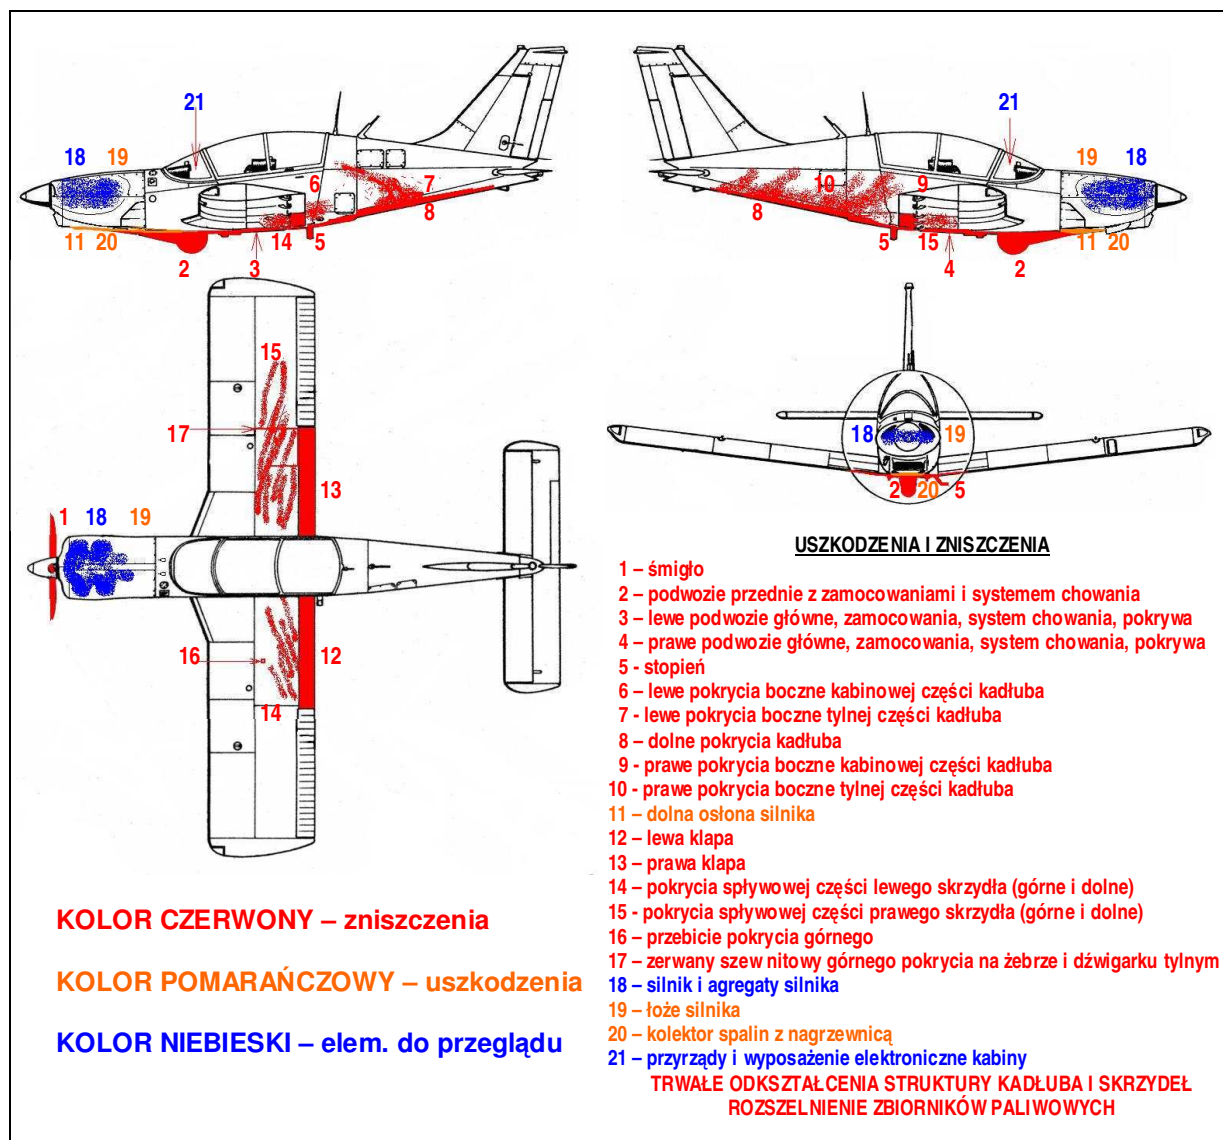 21
18 19
6
7
8
11 20
14 5
2
3
21
19 18
10 9
8
5 15
11 20
4
2
15
17
13
1 18 19
16
12
14
18 19
2 20 5
USZKODZENIA I ZNISZCZENIA
1 – śmigło
2 – podwozie przednie z zamocowaniami i systemem chowania
3 – lewe podwozie główne, zamocowania, system chowania, pokrywa
4 – prawe podwozie główne, zamocowania, system chowania, pokrywa
5 - stopień
6 – lewe pokrycia boczne kabinowej części kadłuba
7 - lewe pokrycia boczne tylnej części kadłuba
8 – dolne pokrycia kadłuba
9 - prawe pokrycia boczne kabinowej części kadłuba
10 - prawe pokrycia boczne tylnej części kadłuba
11 – dolna osłona silnika
12 – lewa klapa
13 – prawa klapa
14 – pokrycia spływowej części lewego skrzydła (górne i dolne)
15 - pokrycia spływowej części prawego skrzydła (górne i dolne)
16 – przebicie pokrycia górnego
17 – zerwany szew nitowy górnego pokrycia na żebrze i dźwigarku tylnym
18 – silnik i agregaty silnika
19 – łoże silnika
20 – kolektor spalin z nagrzewnicą
21 – przyrządy i wyposażenie elektroniczne kabiny
TRWAŁE ODKSZTAŁCENIA STRUKTURY KADŁUBA I SKRZYDEŁ
ROZSZELNIENIE ZBIORNIKÓW PALIWOWYCH
KOLOR CZERWONY – zniszczenia
KOLOR POMARAŃCZOWY – uszkodzenia
KOLOR NIEBIESKI – elem. do przeglądu